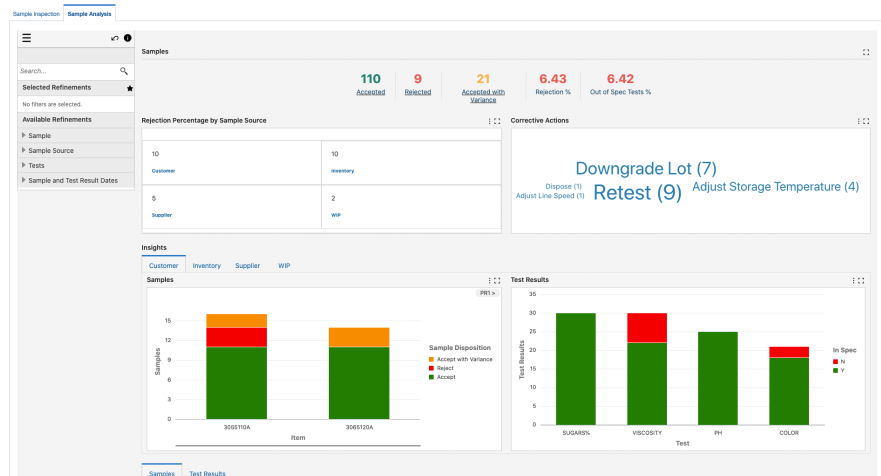 Sample Inspection Sample Analysis
Search...
Selected Refinements
No filters are selected.
Available Refinements
Sample
Sample Source
Tests
Sample and Test Result Dates
Samples
110 9 21 6.43 6.42
Accepted Rejected Accepted with Variance Rejection % Out of Spec Tests %
Rejection Percentage by Sample Source
10 10
Customer Inventory
5 2
Supplier WIP
Corrective Actions
Downgrade Lot (7)
Dispose (1)
Adjust Line Speed (1) Retest (9) Adjust Storage Temperature (4)
Insights
Customer Inventory Supplier WIP
Samples
PR1 >
15
12
9
6
3
0
Samples
3055110A 3065120A
Item
Sample Disposition
Accept with Variance
Reject
Accept
Test Results
35
30
25
20
15
10
5
0
Test Results
SUGARS% VISCOSITY PH COLOR
Test
In Spec
N
Y
Samples Test Results